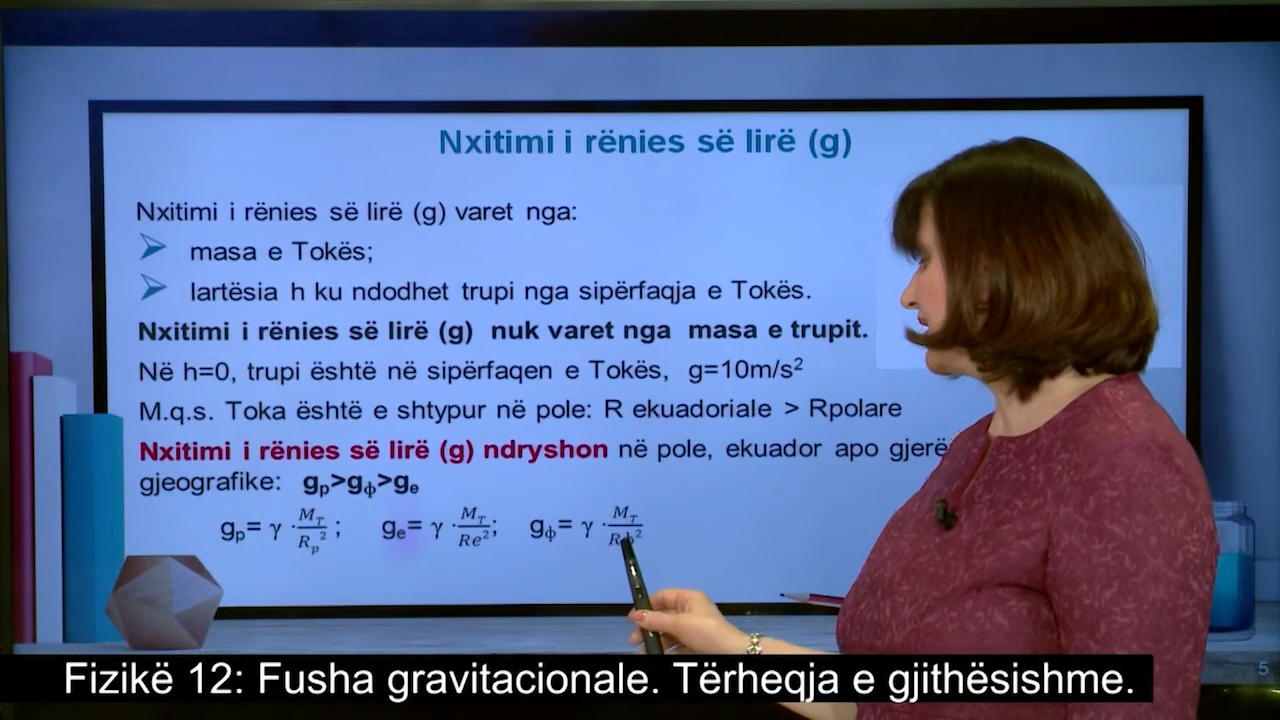 Nxitimi i rënies së lirë (g)
Nxitimi i rënies së lirë (g) varet nga:
masa e Tokës;
lartësia h ku ndodhet trupi nga sipërfaqja e Tokës.
Nxitimi i rënies së lirë (g) nuk varet nga masa e trupit.
Në h=0, trupi është në sipërfaqen e Tokës, g=10m/s²
M.q.s. Toka është e shtypur në pole: R ekuadoriale > Rpolare
Nxitimi i rënies së lirë (g) ndryshon në pole, ekuador apo
gjeografike: gp>gϕ>ge
gp= γ · MT/Rp² ; ge= γ · MT/Re²; gϕ= γ · MT/Rϕ²
5
Fizikë 12: Fusha gravitacionale. Tërheqja e gjithësishme.